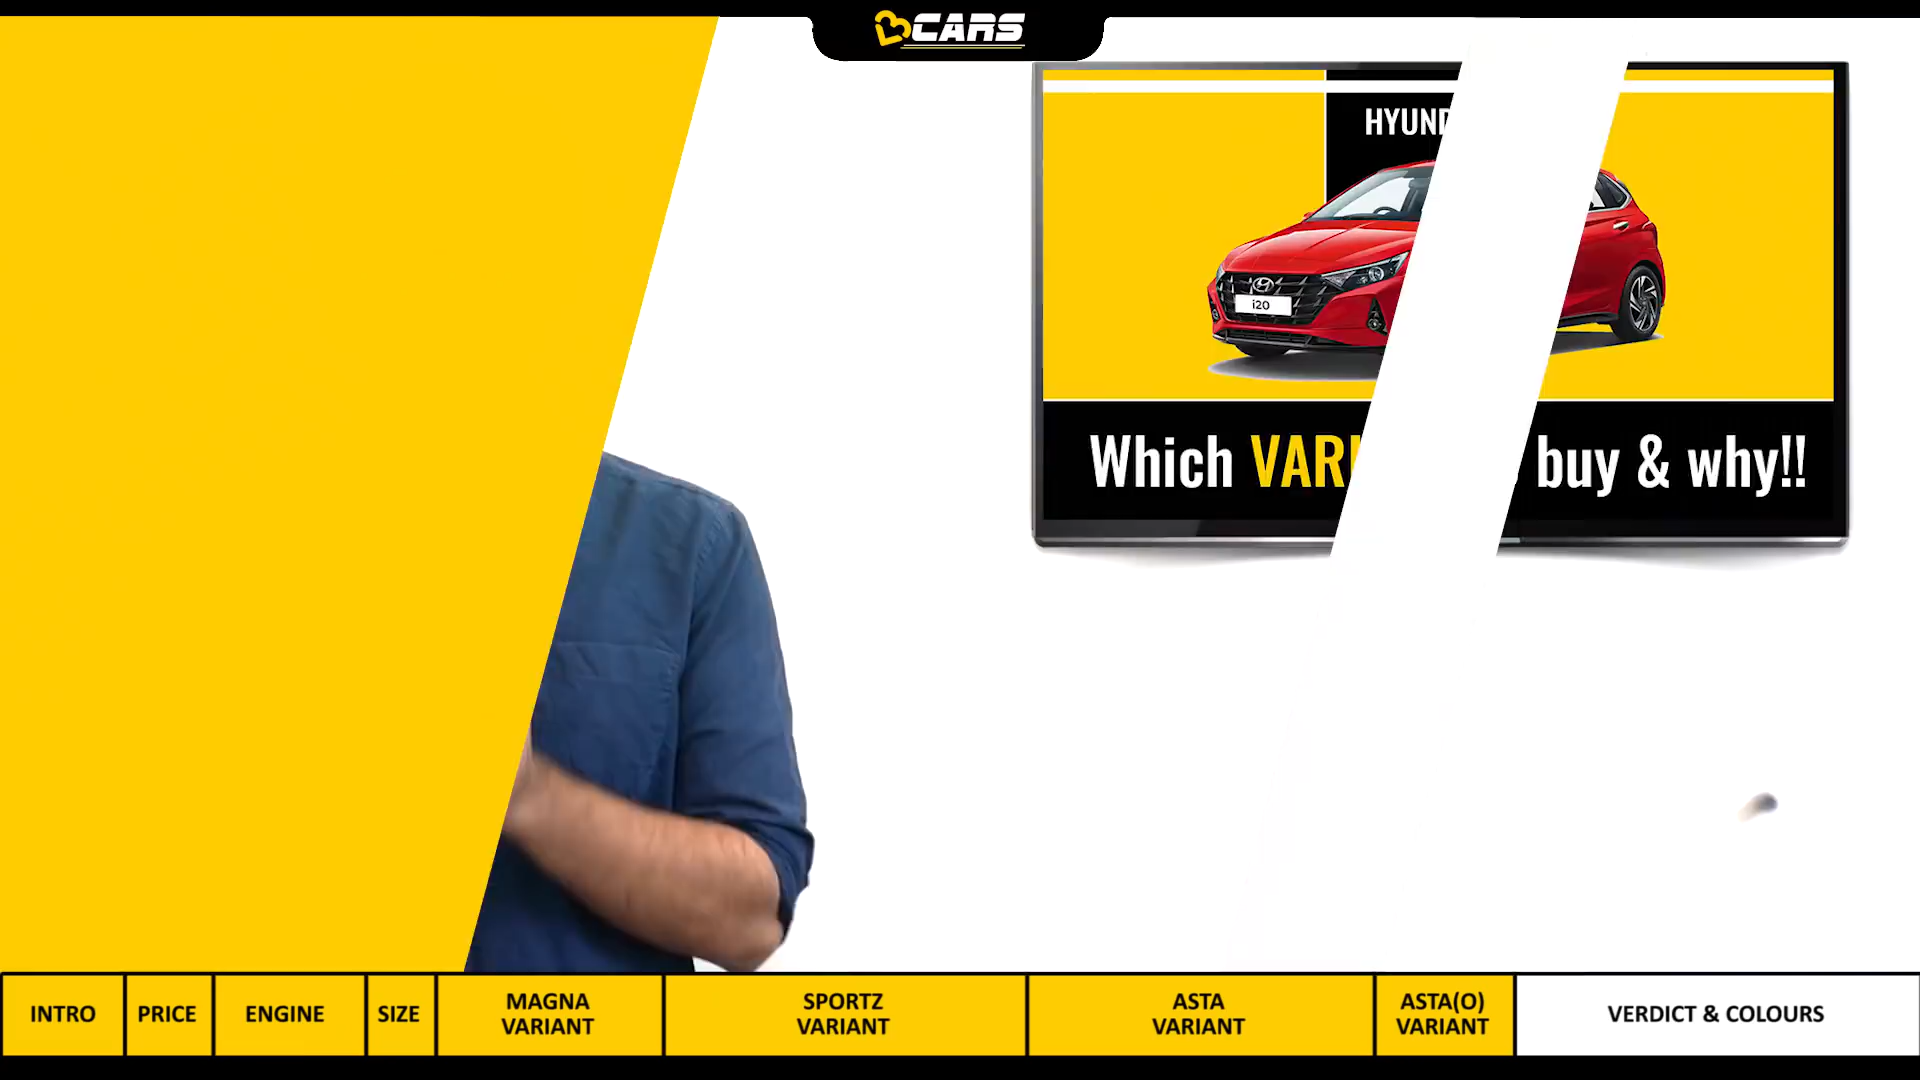 CARS
HYUND
i20
Which VARI buy & why!!
INTRO
PRICE
ENGINE
SIZE
MAGNA
VARIANT
SPORTZ
VARIANT
ASTA
VARIANT
ASTA(O)
VARIANT
VERDICT & COLOURS